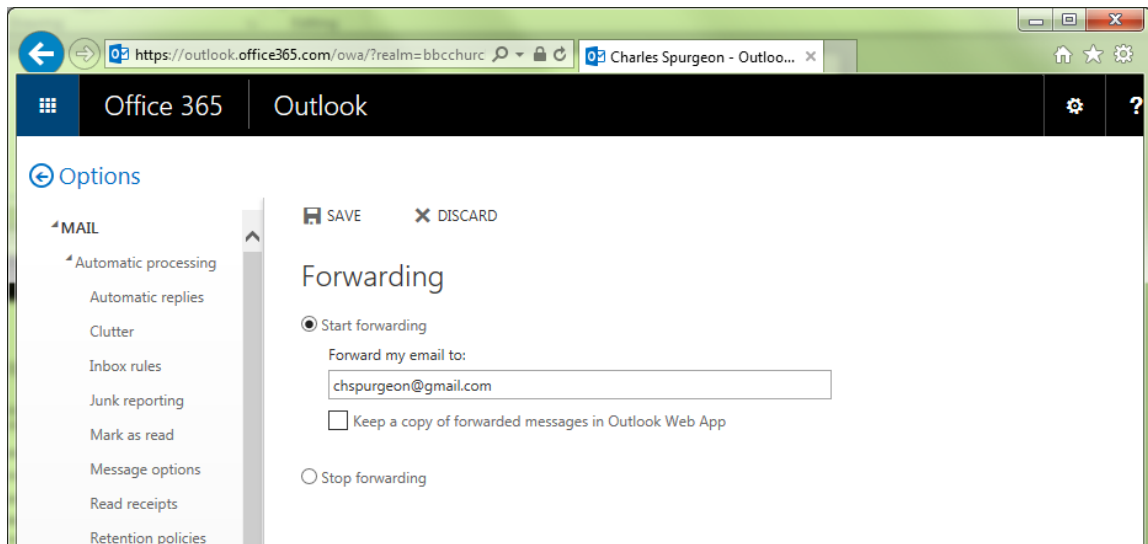 https://outlook.office365.com/owa/?realm=bbcchurc
Charles Spurgeon - Outloo...
Office 365
Outlook
?
Options
MAIL
Automatic processing
Automatic replies
Clutter
Inbox rules
Junk reporting
Mark as read
Message options
Read receipts
Retention policies
SAVE
DISCARD
Forwarding
Start forwarding
Forward my email to:
chspurgeon@gmail.com
Keep a copy of forwarded messages in Outlook Web App
Stop forwarding